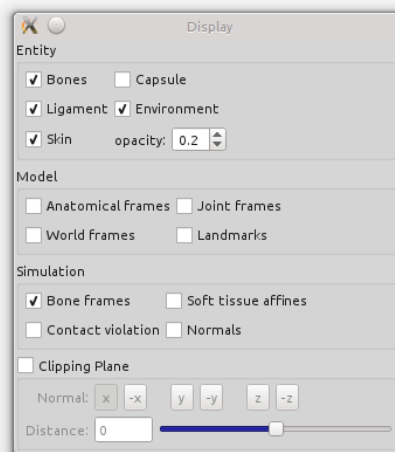 Display
Entity
Bones Capsule
Ligament Environment
Skin opacity: 0.2
Model
Anatomical frames Joint frames
World frames Landmarks
Simulation
Bone frames Soft tissue affines
Contact violation Normals
Clipping Plane
Normal: x -x y -y z -z
Distance: 0